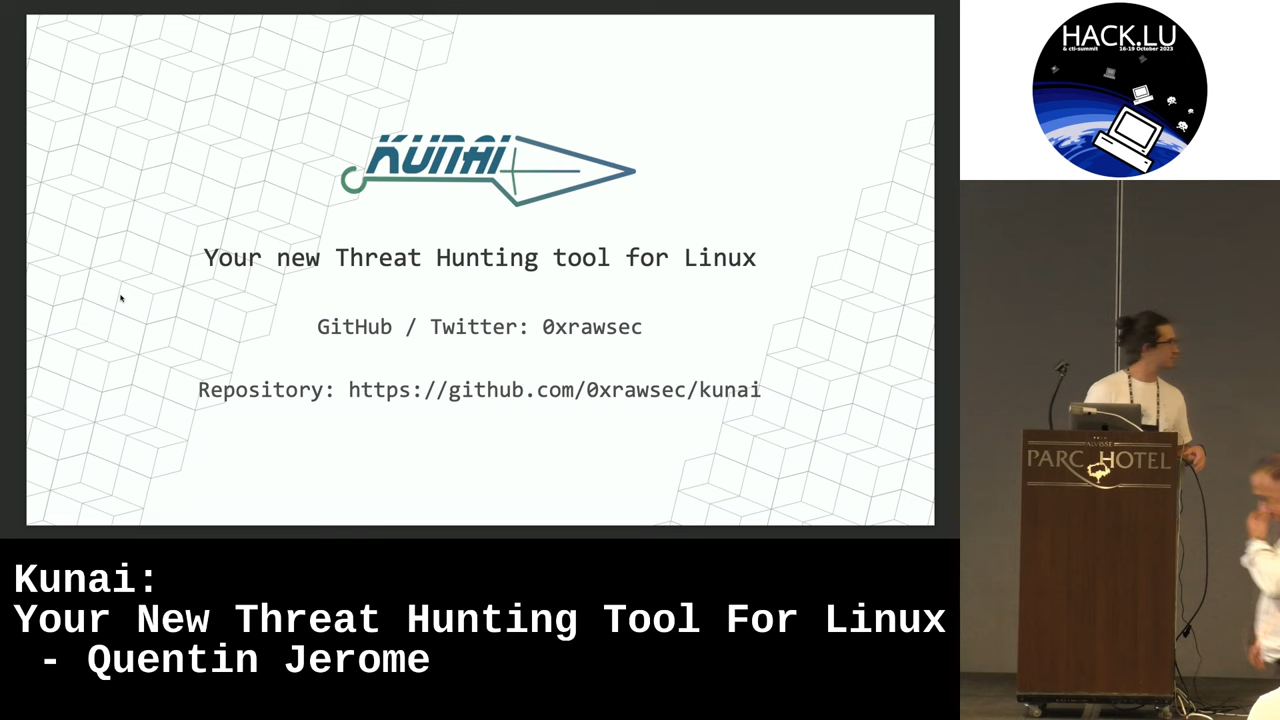 KUNAI
Your new Threat Hunting tool for Linux
GitHub / Twitter: 0xrawsec
Repository: https://github.com/0xrawsec/kunai
HACK.LU
& cti-summit 16-19 October 2023
ALVISSE
PARC HOTEL
Kunai:
Your New Threat Hunting Tool For Linux
- Quentin Jerome